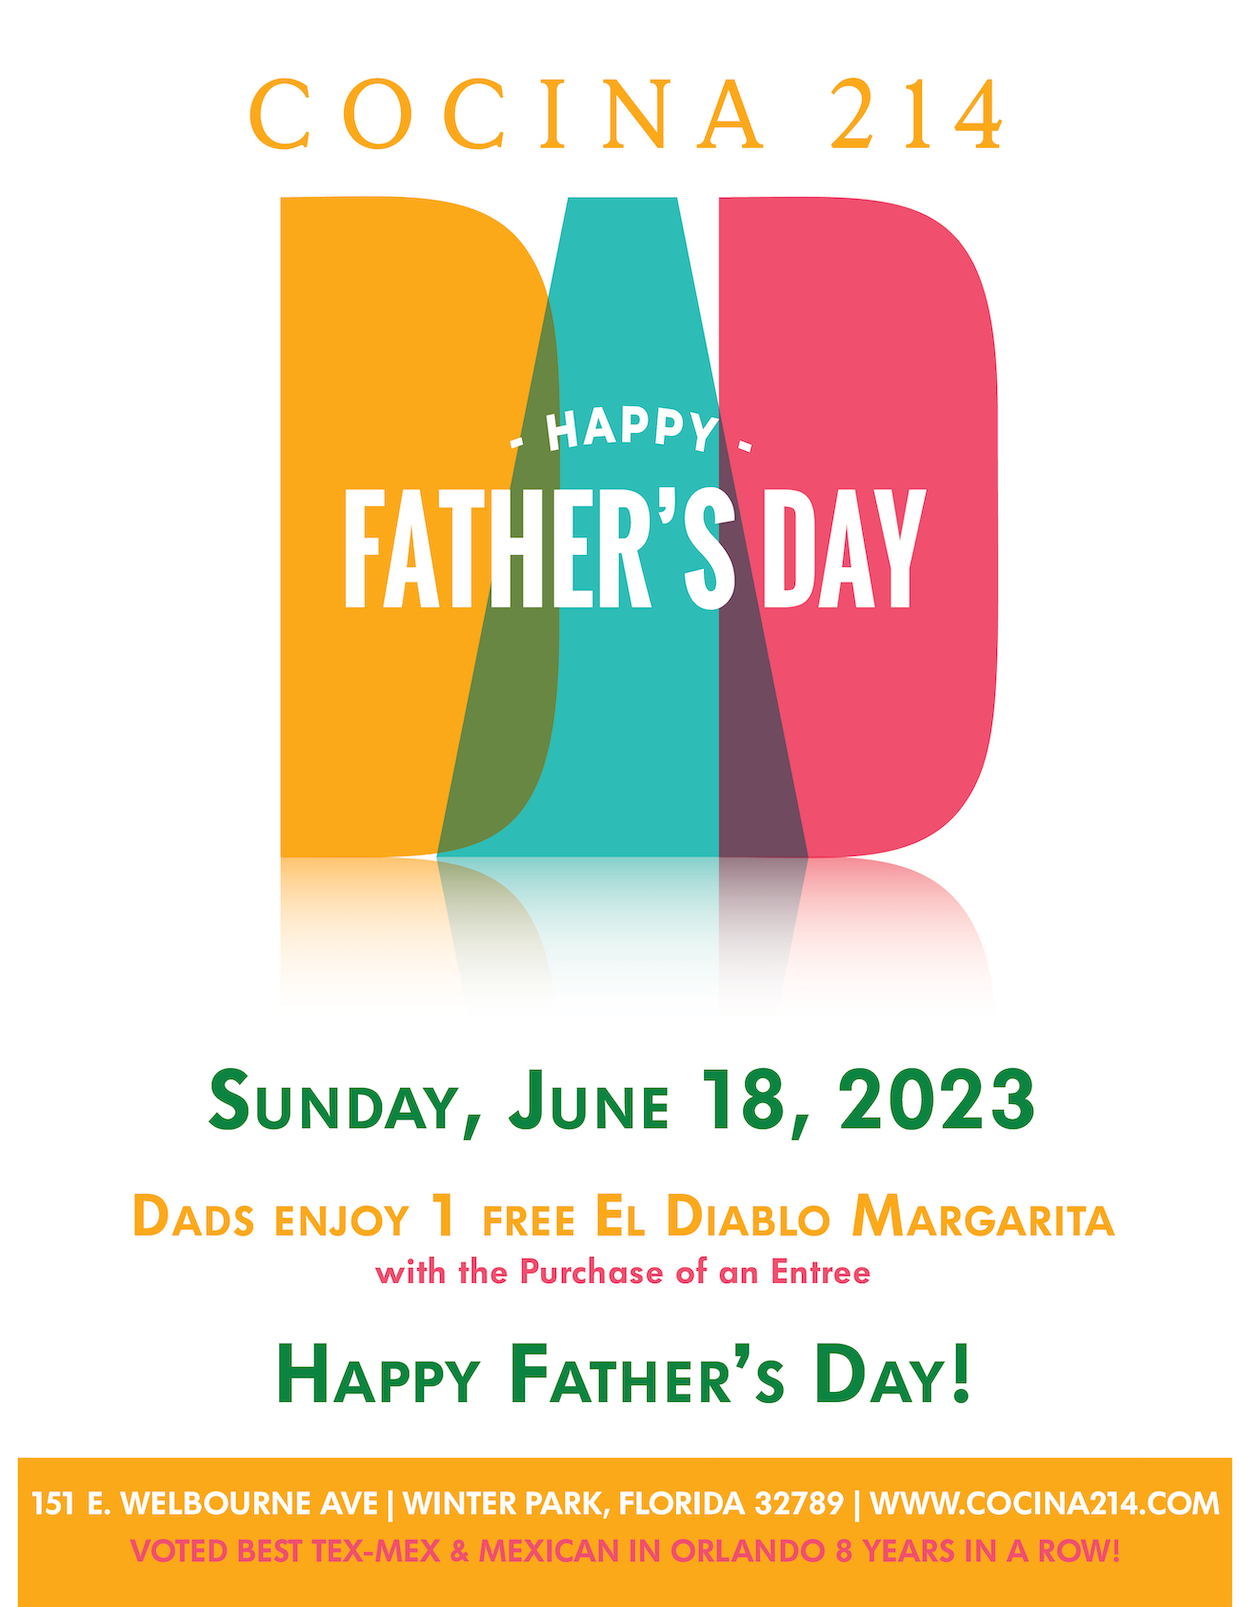 COCINA 214
DAD
- HAPPY -
FATHER'S DAY
Sunday, June 18, 2023
Dads enjoy 1 free El Diablo Margarita
with the Purchase of an Entree
Happy Father's Day!
151 E. WELBOURNE AVE | WINTER PARK, FLORIDA 32789 | WWW.COCINA214.COM
VOTED BEST TEX-MEX & MEXICAN IN ORLANDO 8 YEARS IN A ROW!